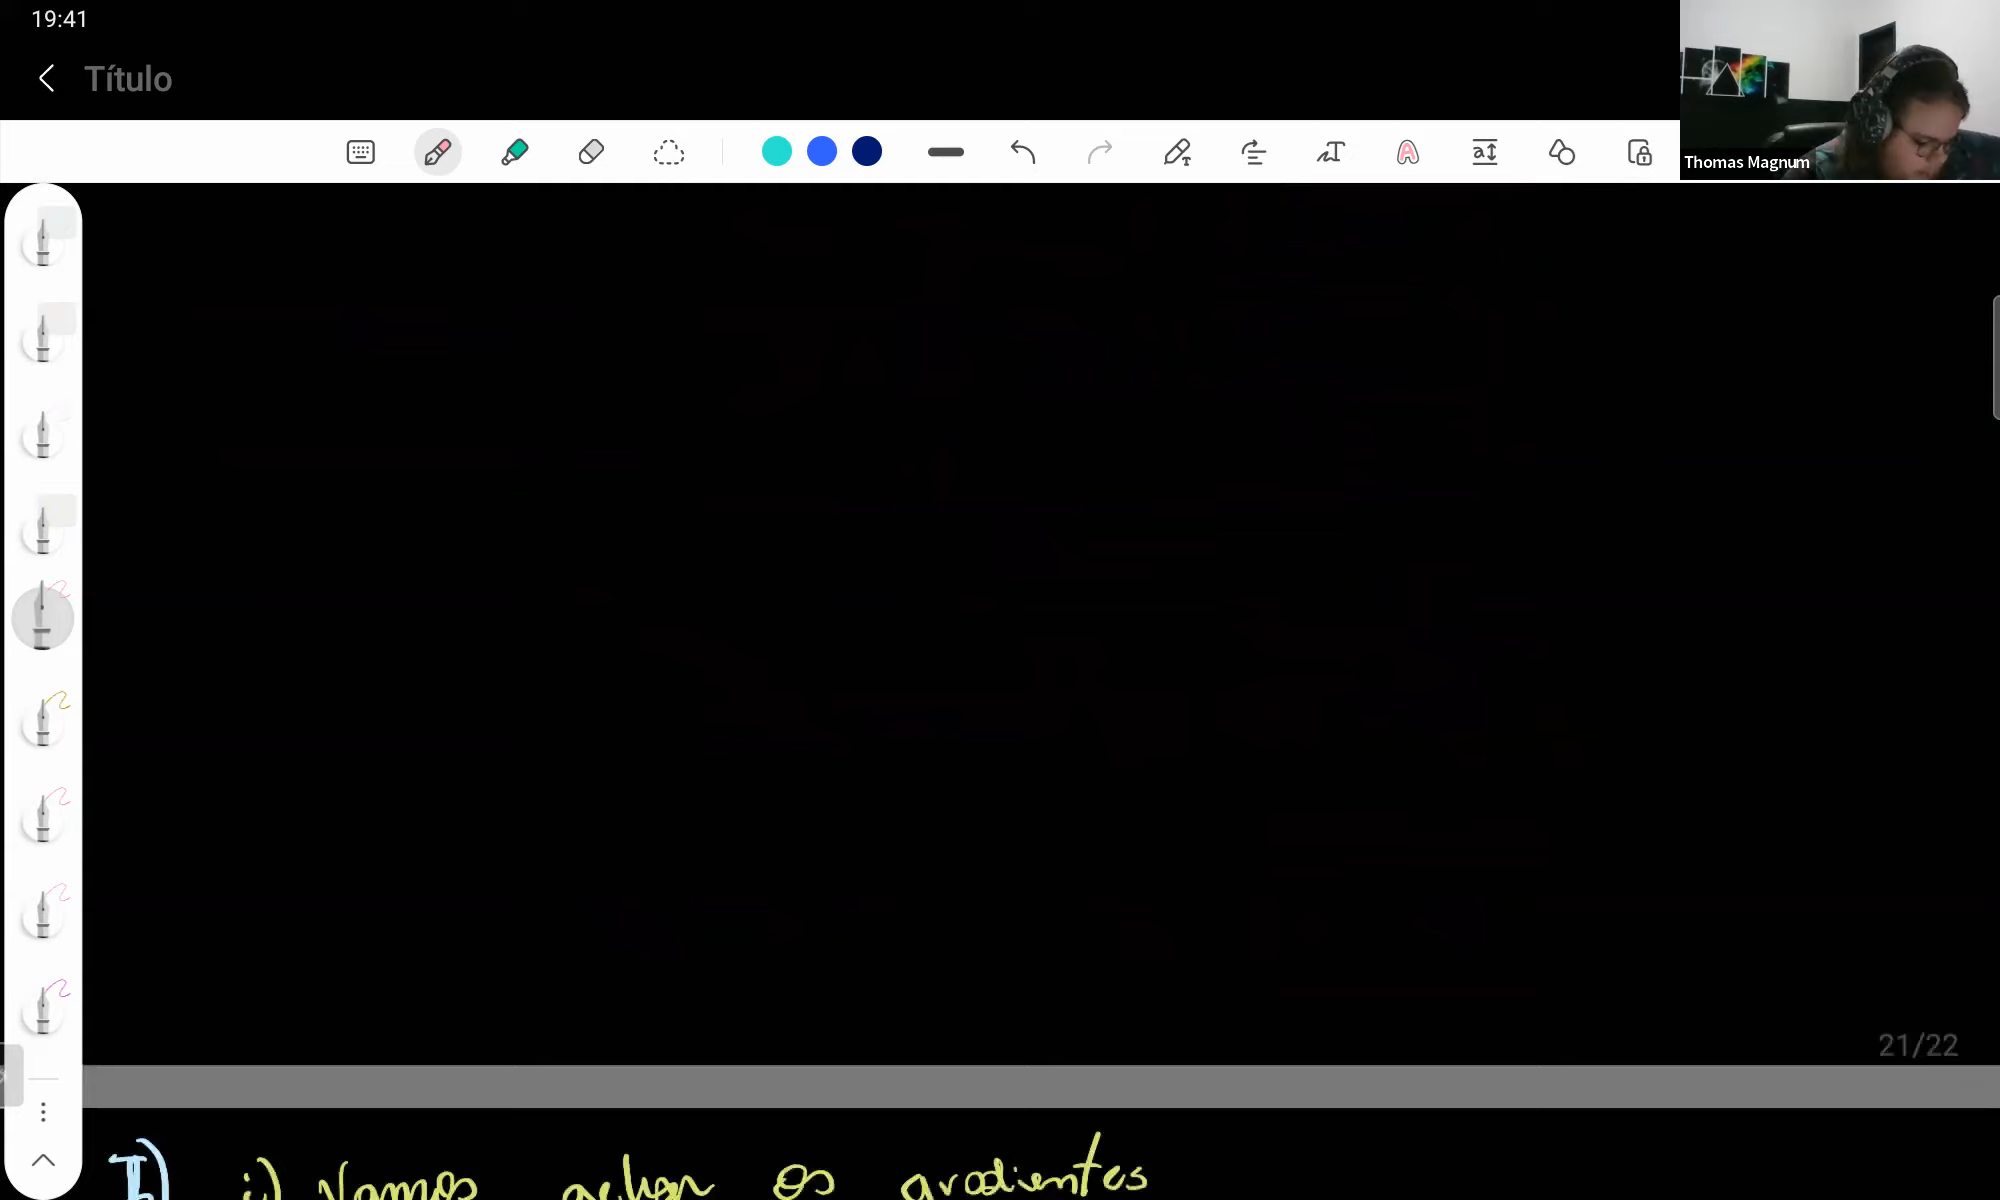 19:41
Título
Thomas Magnum
21/22
I) i) Vamos achar os gradientes